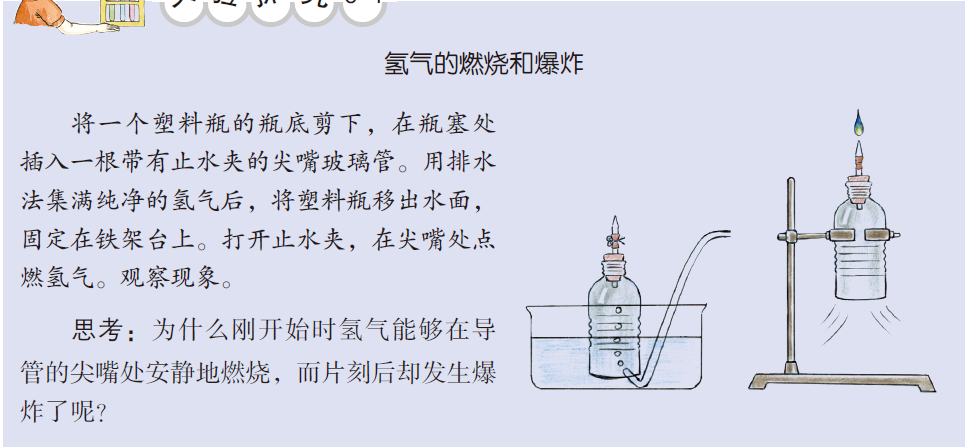 氢气的燃烧和爆炸
将一个塑料瓶的瓶底剪下，在瓶塞处
插入一根带有止水夹的尖嘴玻璃管。用排水
法集满纯净的氢气后，将塑料瓶移出水面，
固定在铁架台上。打开止水夹，在尖嘴处点
燃氢气。观察现象。
思考：为什么刚开始时氢气能够在导
管的尖嘴处安静地燃烧，而片刻后却发生爆
炸了呢？